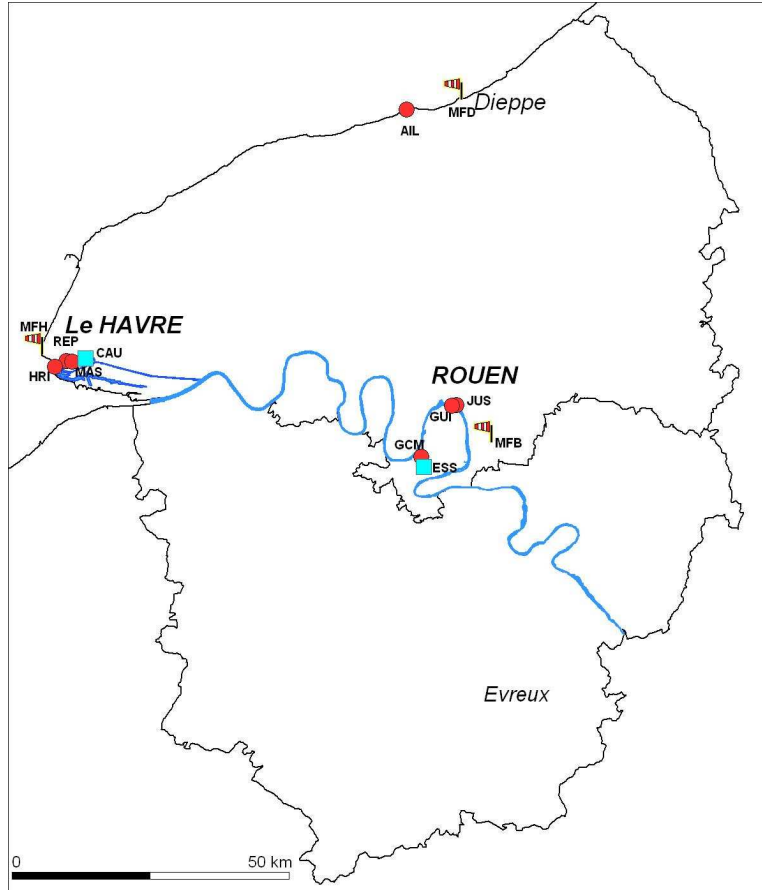 Dieppe
MFD
AIL
MFH
Le HAVRE
REP
CAU
MAS
HRI
ROUEN
JUS
GUI
MFB
GCM
ESS
Evreux
0
50 km